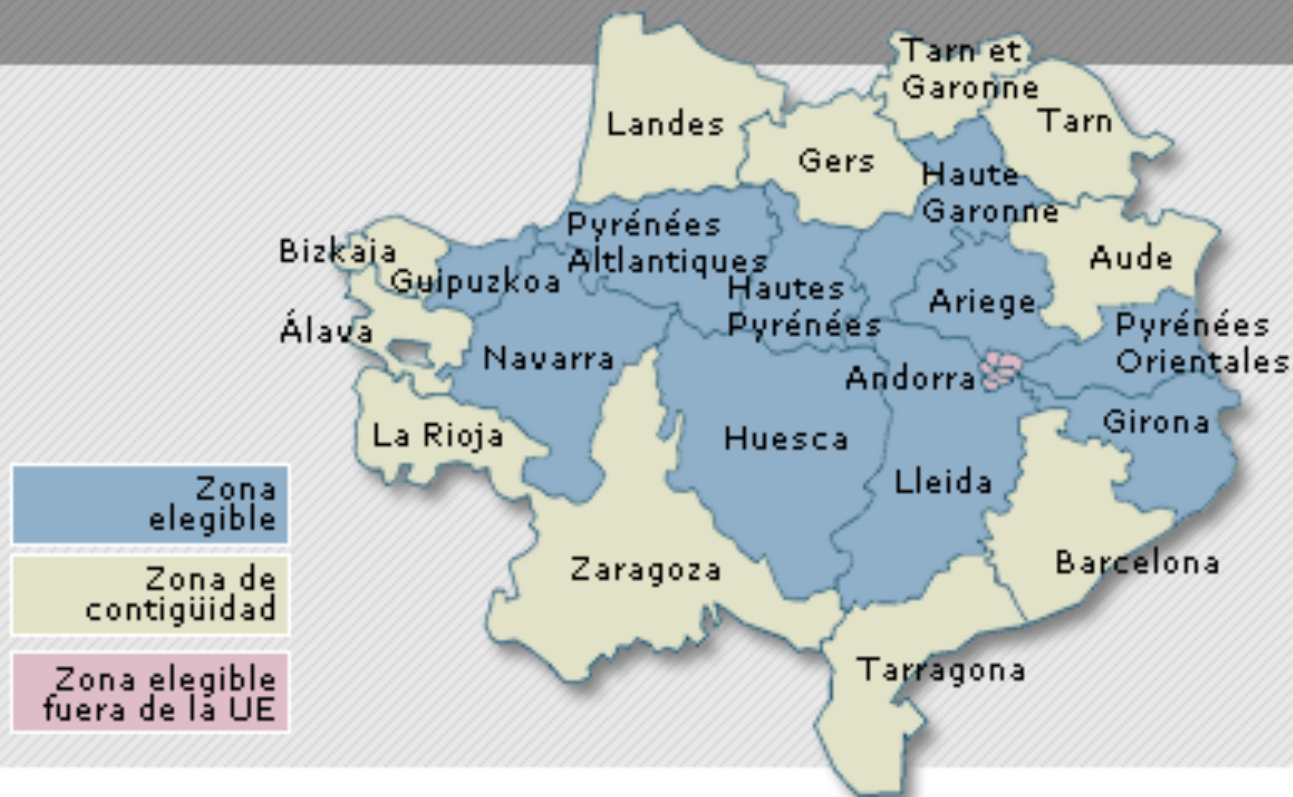 Tarn et
Garonne
Landes
Tarn
Gers
Haute
Garonne
Pyrénées
Altlantiques
Bizkaia
Guipuzkoa
Aude
Hautes
Pyrénées
Ariege
Pyrénées
Orientales
Álava
Navarra
Andorra
La Rioja
Huesca
Girona
Lleida
Zaragoza
Barcelona
Tarragona
Zona
elegible
Zona de
contigüidad
Zona elegible
fuera de la UE